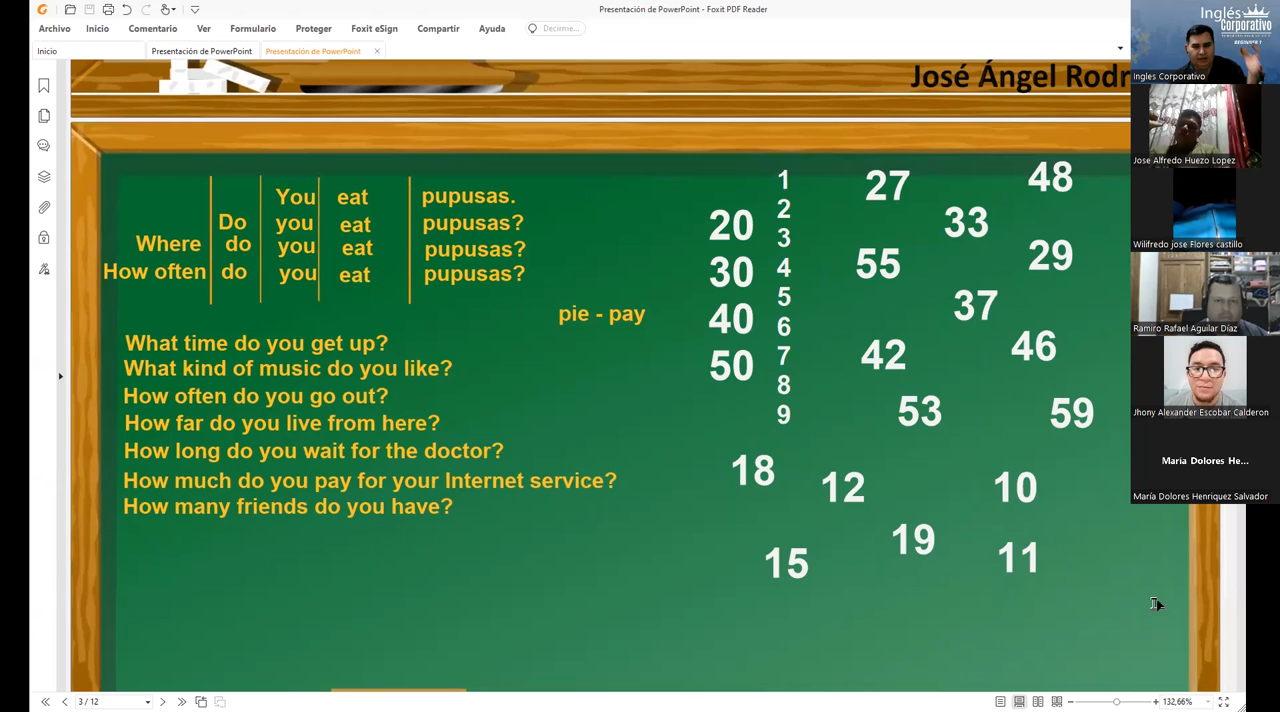 Presentación de PowerPoint - Foxit PDF Reader
Archivo Inicio Comentario Ver Formulario Proteger Foxit eSign Compartir Ayuda Decirme...
Inicio Presentación de PowerPoint Presentación de PowerPoint
José Ángel Rodr
You eat pupusas.
Do you eat pupusas?
Where do you eat pupusas?
How often do you eat pupusas?
pie - pay
What time do you get up?
What kind of music do you like?
How often do you go out?
How far do you live from here?
How long do you wait for the doctor?
How much do you pay for your Internet service?
How many friends do you have?
20
30
40
50
1
2
3
4
5
6
7
8
9
27 48
33
55 29
37
42 46
53 59
18 12 10
19
15 11
Inglés
Corporativo
BEGINNER 1
Ingles Corporativo
Jose Alfredo Huezo Lopez
Wilifredo jose Flores castillo
Ramiro Rafael Aguilar Díaz
Jhony Alexander Escobar Calderon
María Dolores He...
María Dolores Henriquez Salvador
3 / 12
132,66%